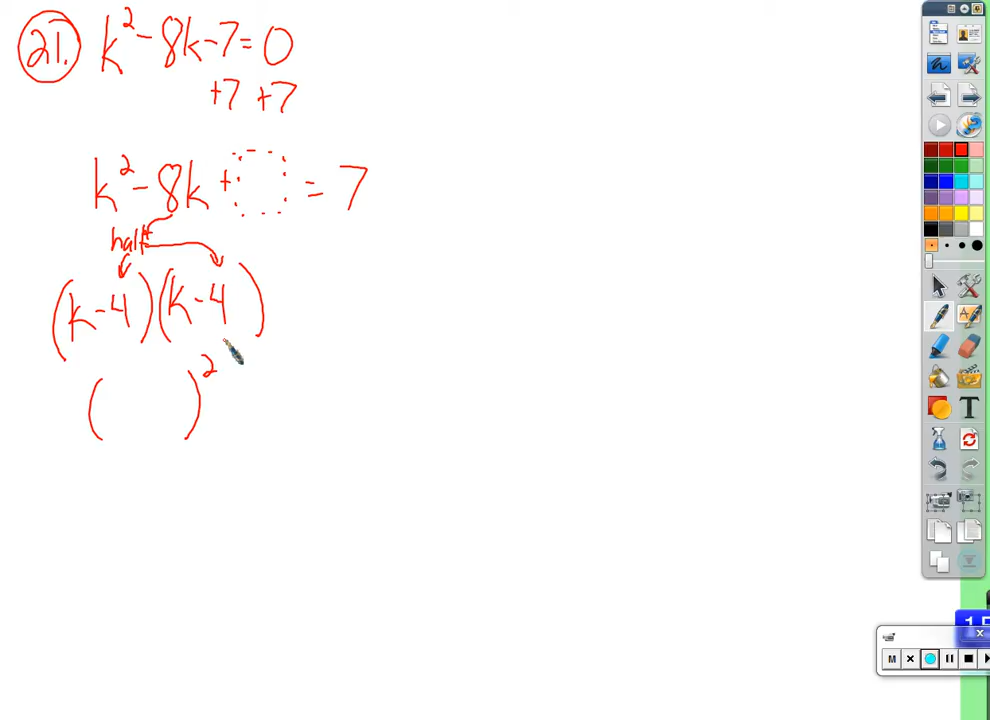 21. k² - 8k - 7 = 0
+7 +7
k² - 8k + = 7
half
(k - 4)(k - 4)
( )²
T
M